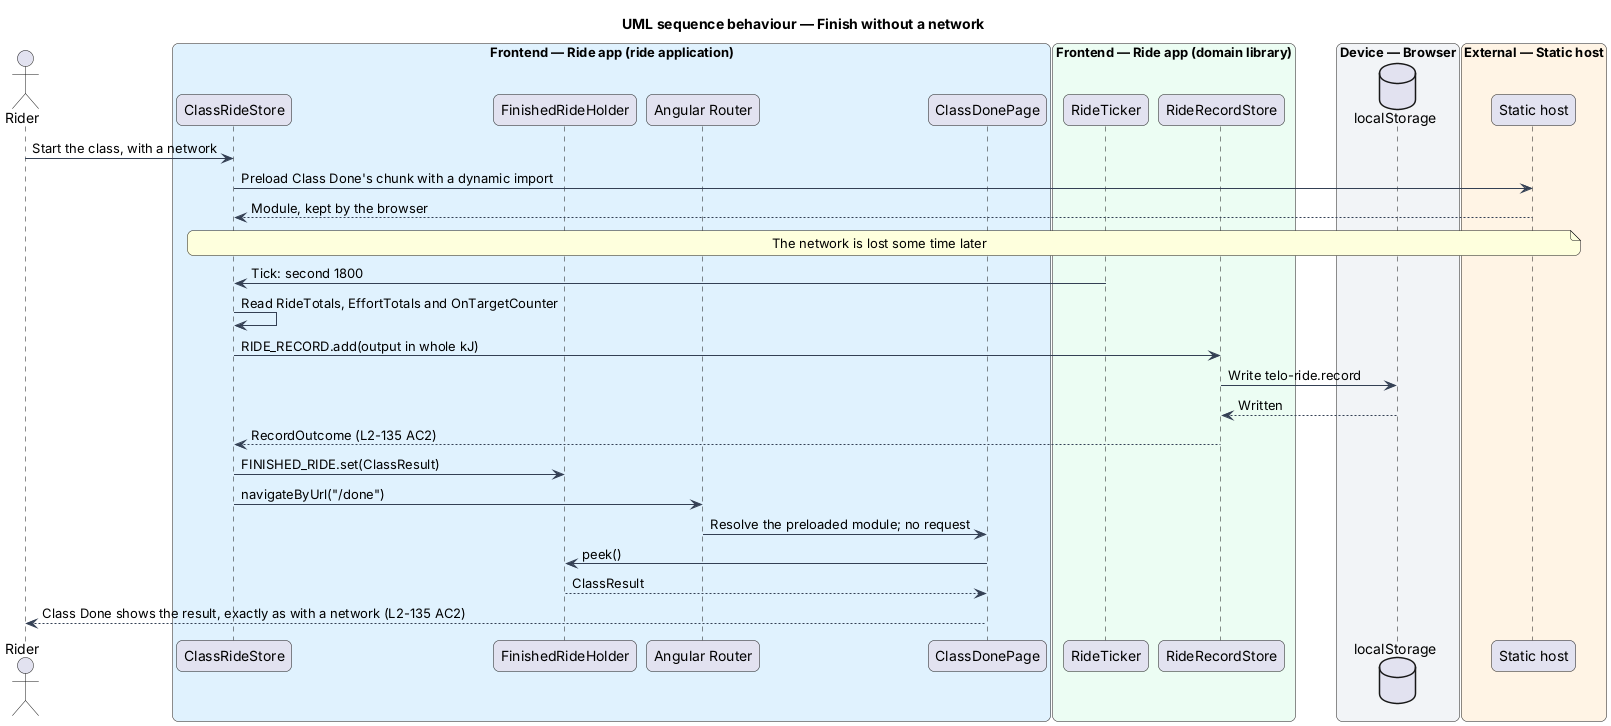 UML sequence behaviour — Finish without a network
Frontend — Ride app (ride application)
Frontend — Ride app (domain library)
Device — Browser
External — Static host
Rider
ClassRideStore
FinishedRideHolder
Angular Router
ClassDonePage
RideTicker
RideRecordStore
localStorage
Static host
Start the class, with a network
Preload Class Done's chunk with a dynamic import
Module, kept by the browser
The network is lost some time later
Tick: second 1800
Read RideTotals, EffortTotals and OnTargetCounter
RIDE_RECORD.add(output in whole kJ)
Write telo-ride.record
Written
RecordOutcome (L2-135 AC2)
FINISHED_RIDE.set(ClassResult)
navigateByUrl("/done")
Resolve the preloaded module; no request
peek()
ClassResult
Class Done shows the result, exactly as with a network (L2-135 AC2)
Rider
ClassRideStore
FinishedRideHolder
Angular Router
ClassDonePage
RideTicker
RideRecordStore
localStorage
Static host